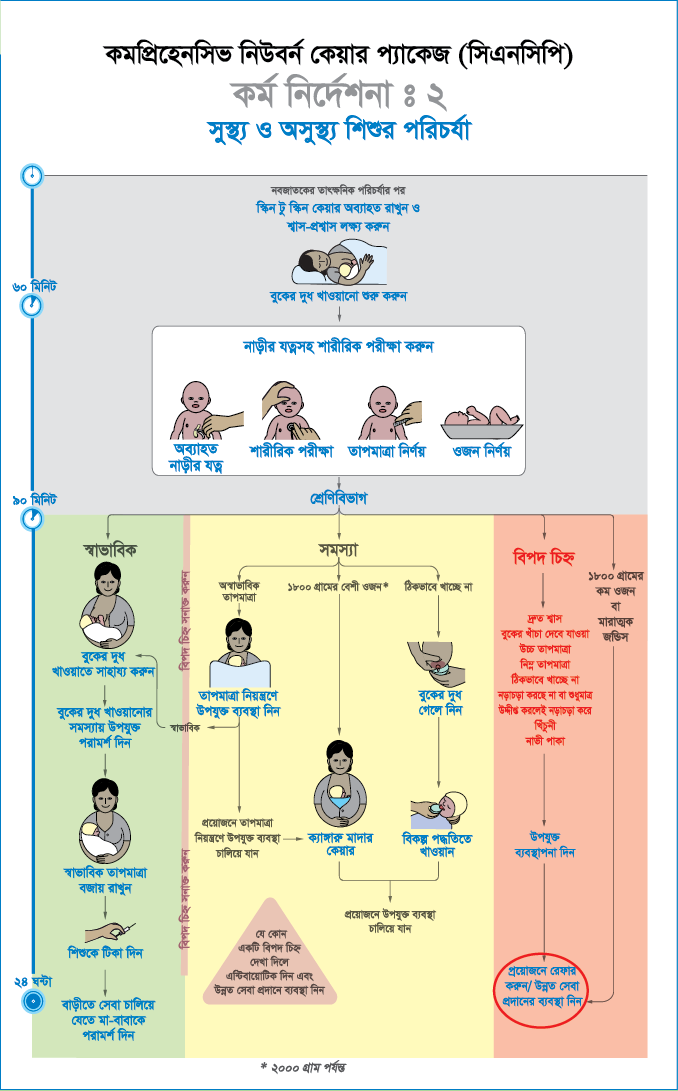 কমপ্রিহেনসিভ নিউবর্ন কেয়ার প্যাকেজ (সিএনসিপি)
কর্ম নির্দেশনা ঃ ২
সুস্থ্য ও অসুস্থ্য শিশুর পরিচর্যা
নবজাতকের তাৎক্ষনিক পরিচর্যার পর
স্কিন টু স্কিন কেয়ার অব্যাহত রাখুন ও
শ্বাস-প্রশ্বাস লক্ষ্য করুন
৬০ মিনিট
বুকের দুধ খাওয়ানো শুরু করুন
নাড়ীর যত্নসহ শারীরিক পরীক্ষা করুন
অব্যাহত
নাড়ীর যত্ন
শারীরিক পরীক্ষা
তাপমাত্রা নির্ণয়
ওজন নির্ণয়
৯০ মিনিট
শ্রেণিবিভাগ
স্বাভাবিক
বুকের দুধ
খাওয়াতে সাহায্য করুন
বুকের দুধ খাওয়ানোর
সমস্যায় উপযুক্ত
পরামর্শ দিন
স্বাভাবিক তাপমাত্রা
বজায় রাখুন
শিশুকে টিকা দিন
২৪ ঘন্টা
বাড়ীতে সেবা চালিয়ে
যেতে মা-বাবাকে
পরামর্শ দিন
বিপদ চিহ্ন সনাক্ত করুন
বিপদ চিহ্ন সনাক্ত করুন
সমস্যা
অস্বাভাবিক
তাপমাত্রা
১৮০০ গ্রামের বেশী ওজন*
ঠিকভাবে খাচ্ছে না
তাপমাত্রা নিয়ন্ত্রণে
উপযুক্ত ব্যবস্থা নিন
স্বাভাবিক
বুকের দুধ
গেলে নিন
প্রয়োজনে তাপমাত্রা
নিয়ন্ত্রণে উপযুক্ত ব্যবস্থা
চালিয়ে যান
ক্যাঙ্গারু মাদার
কেয়ার
বিকল্প পদ্ধতিতে
খাওয়ান
প্রয়োজনে উপযুক্ত ব্যবস্থা
চালিয়ে যান
যে কোন
একটি বিপদ চিহ্ন
দেখা দিলে
এন্টিবায়োটিক দিন এবং
উন্নত সেবা প্রদানে ব্যবস্থা নিন
বিপদ চিহ্ন
দ্রুত শ্বাস
বুকের খাঁচা দেবে যাওয়া
উচ্চ তাপমাত্রা
নিম্ন তাপমাত্রা
ঠিকভাবে খাচ্ছে না
নড়াচড়া করছে না বা শুধুমাত্র
উদ্দীপ্ত করলেই নড়াচড়া করে
খিঁচুনী
নাভী পাকা
উপযুক্ত
ব্যবস্থাপনা দিন
প্রয়োজনে রেফার
করুন/ উন্নত সেবা
প্রদানের ব্যবস্থা নিন
১৮০০ গ্রামের
কম ওজন
বা
মারাত্মক
জন্ডিস
* ২০০০ গ্রাম পর্যন্ত